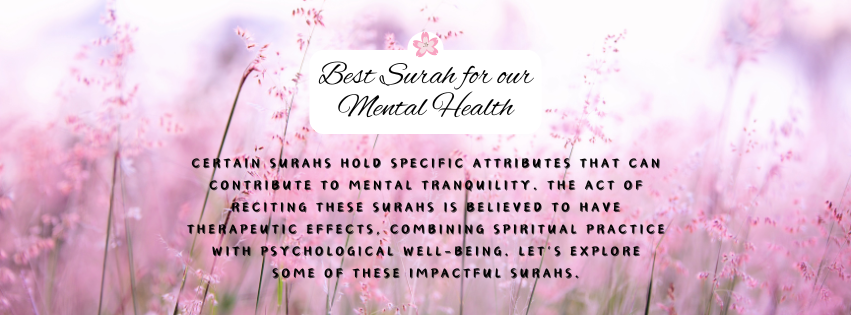 Best Surah for our
Mental Health
CERTAIN SURAHS HOLD SPECIFIC ATTRIBUTES THAT CAN
CONTRIBUTE TO MENTAL TRANQUILITY. THE ACT OF
RECITING THESE SURAHS IS BELIEVED TO HAVE
THERAPEUTIC EFFECTS, COMBINING SPIRITUAL PRACTICE
WITH PSYCHOLOGICAL WELL-BEING. LET'S EXPLORE
SOME OF THESE IMPACTFUL SURAHS.